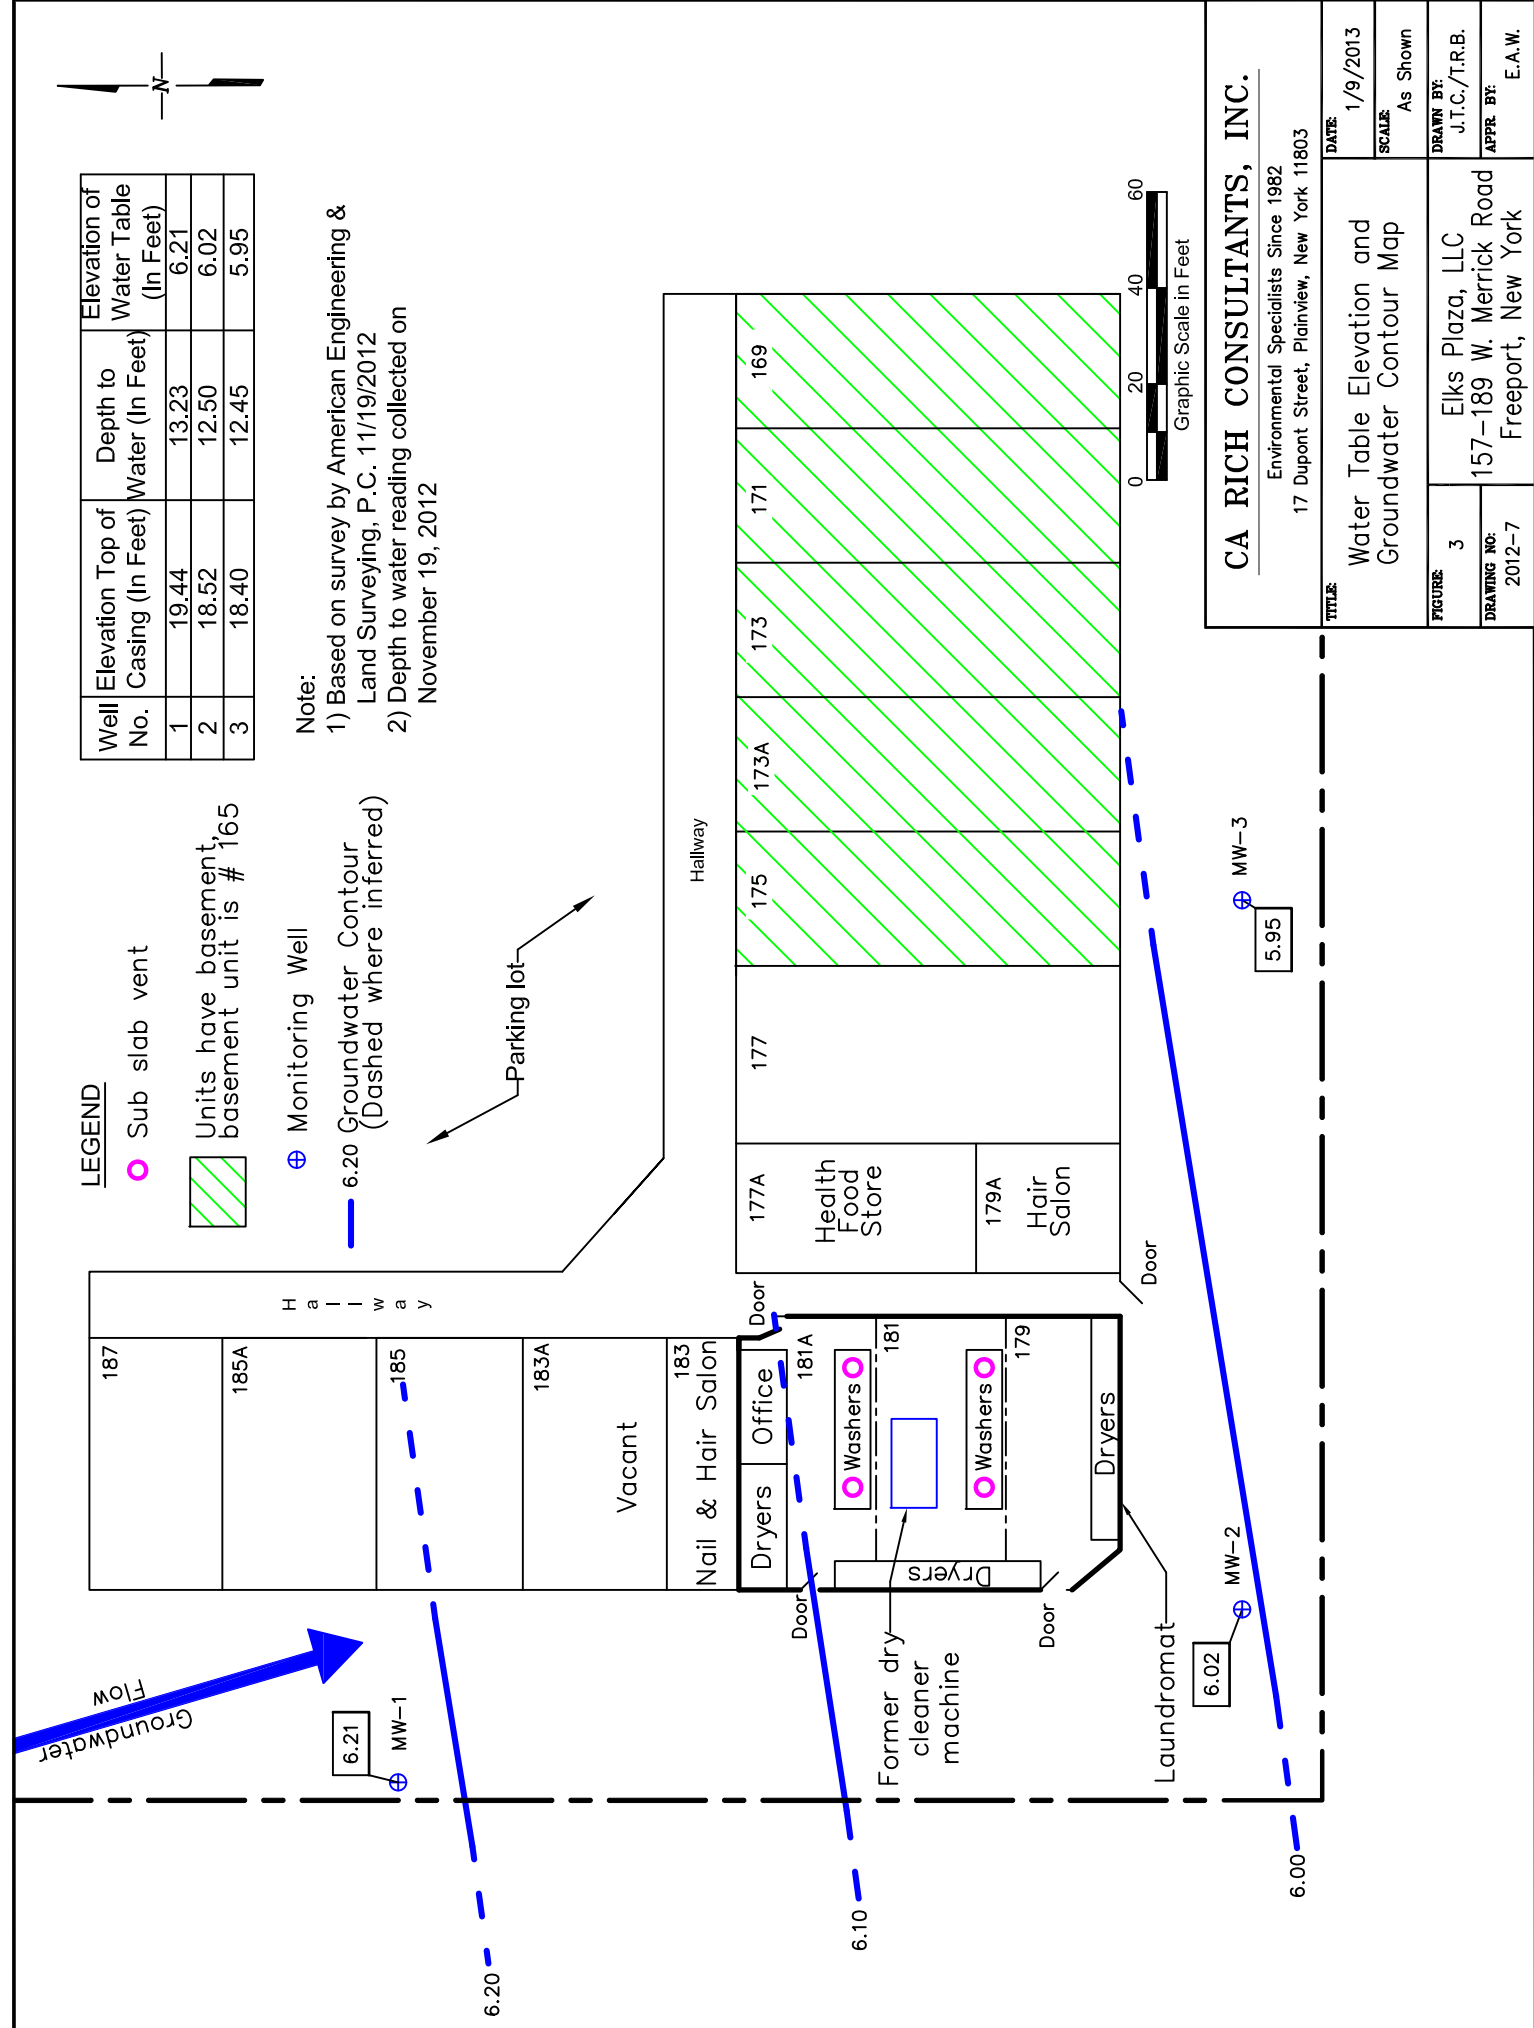 LEGEND
Sub slab vent
Units have basement,
basement unit is # 165
Monitoring Well
6.20 Groundwater Contour
(Dashed where inferred)
Well No.
Elevation Top of Casing (In Feet)
Depth to Water (In Feet)
Elevation of Water Table (In Feet)
1 19.44 13.23 6.21
2 18.52 12.50 6.02
3 18.40 12.45 5.95
Note:
1) Based on survey by American Engineering &
Land Surveying, P.C. 11/19/2012
2) Depth to water reading collected on
November 19, 2012
N
Groundwater
Flow
6.21
MW-1
6.20
6.10
6.00
187
185A
185
183A
Vacant
183
Nail & Hair Salon
Hallway
Parking lot
Hallway
Dryers
Office
Door
181A
Washers
181
Washers
179
Dryers
Dryers
Door
Door
Former dry
cleaner
machine
Laundromat
6.02
MW-2
177A
Health
Food
Store
179A
Hair
Salon
Door
177
175
173A
173
171
169
5.95
MW-3
0 20 40 60
Graphic Scale in Feet
CA RICH CONSULTANTS, INC.
Environmental Specialists Since 1982
17 Dupont Street, Plainview, New York 11803
TITLE:
Water Table Elevation and
Groundwater Contour Map
DATE:
1/9/2013
SCALE:
As Shown
FIGURE:
3
DRAWING NO:
2012-7
Elks Plaza, LLC
157-189 W. Merrick Road
Freeport, New York
DRAWN BY:
J.T.C./T.R.B.
APPR. BY:
E.A.W.